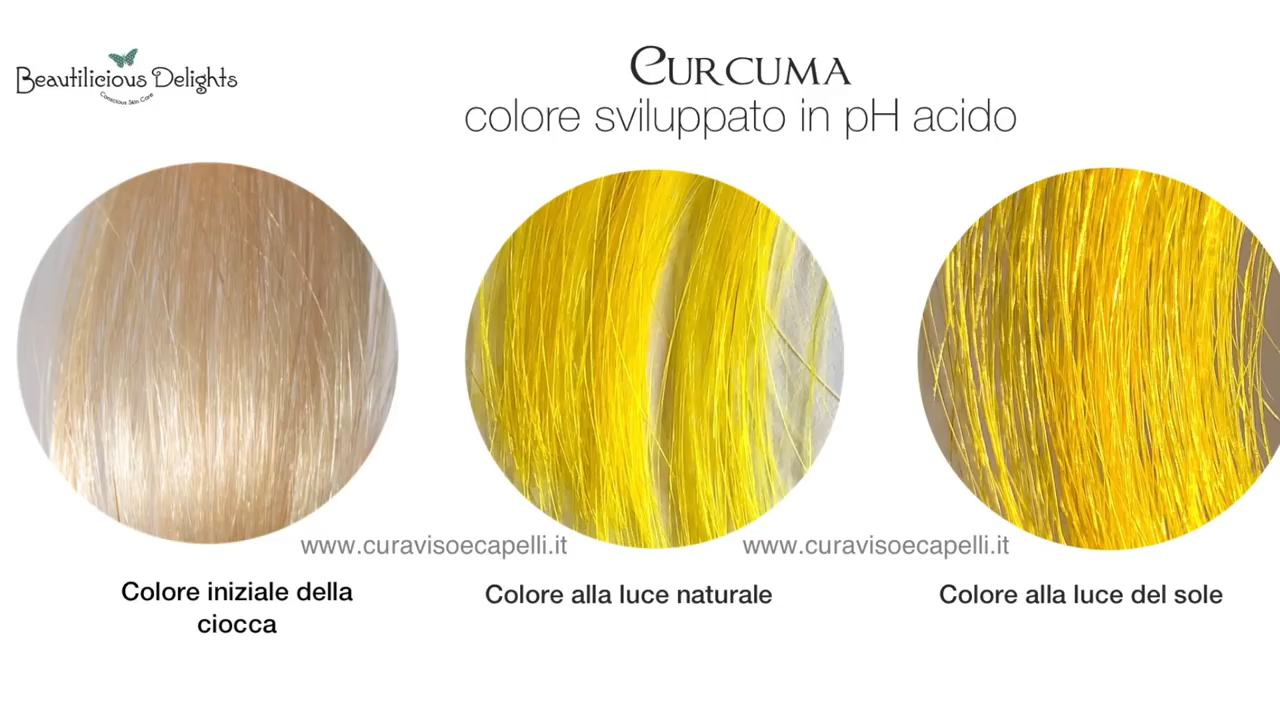 Beautilicious Delights
Conscious Skin Care
CURCUMA
colore sviluppato in pH acido
www.curavisoecapelli.it
www.curavisoecapelli.it
Colore iniziale della
ciocca
Colore alla luce naturale
Colore alla luce del sole